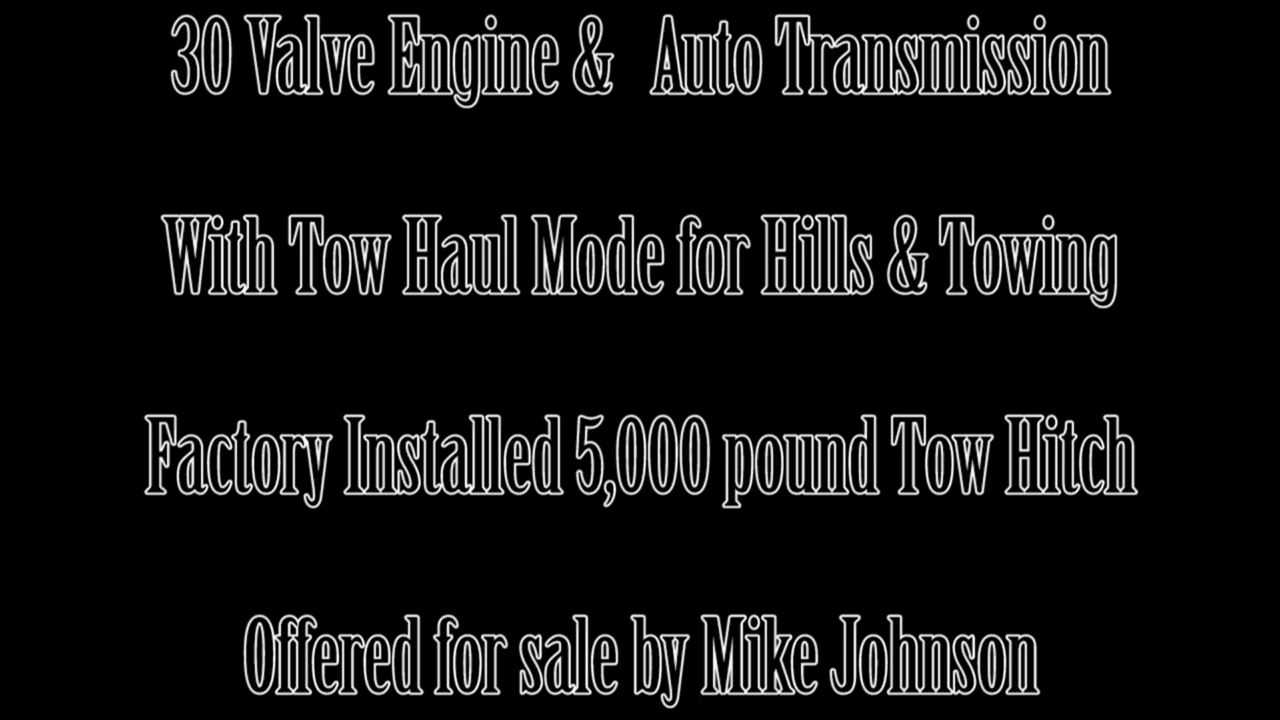 30 Valve Engine & Auto Transmission
With Tow Haul Mode for Hills & Towing
Factory Installed 5,000 pound Tow Hitch
Offered for sale by Mike Johnson